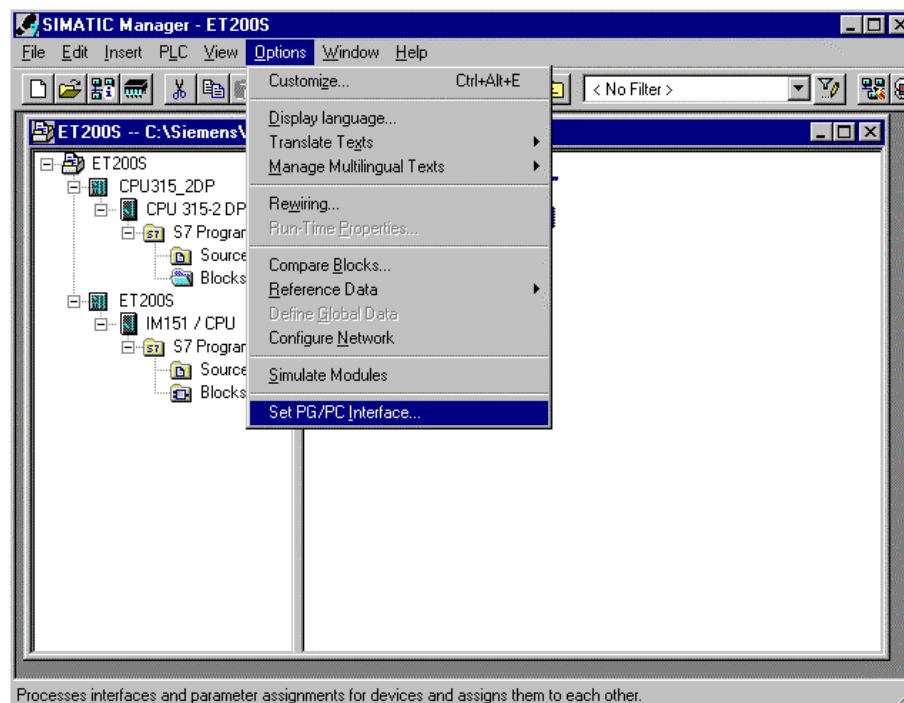 SIMATIC Manager - ET200S
File Edit Insert PLC View Options Window Help
< No Filter >
Customize... Ctrl+Alt+E
Display language...
Translate Texts
Manage Multilingual Texts
Rewiring...
Run-Time Properties...
Compare Blocks...
Reference Data
Define Global Data
Configure Network
Simulate Modules
Set PG/PC Interface...
ET200S -- C:\Siemens\
ET200S
CPU315_2DP
CPU 315-2 DP
S7 Progra
Source
Blocks
ET200S
IM151 / CPU
S7 Progra
Source
Blocks
Processes interfaces and parameter assignments for devices and assigns them to each other.